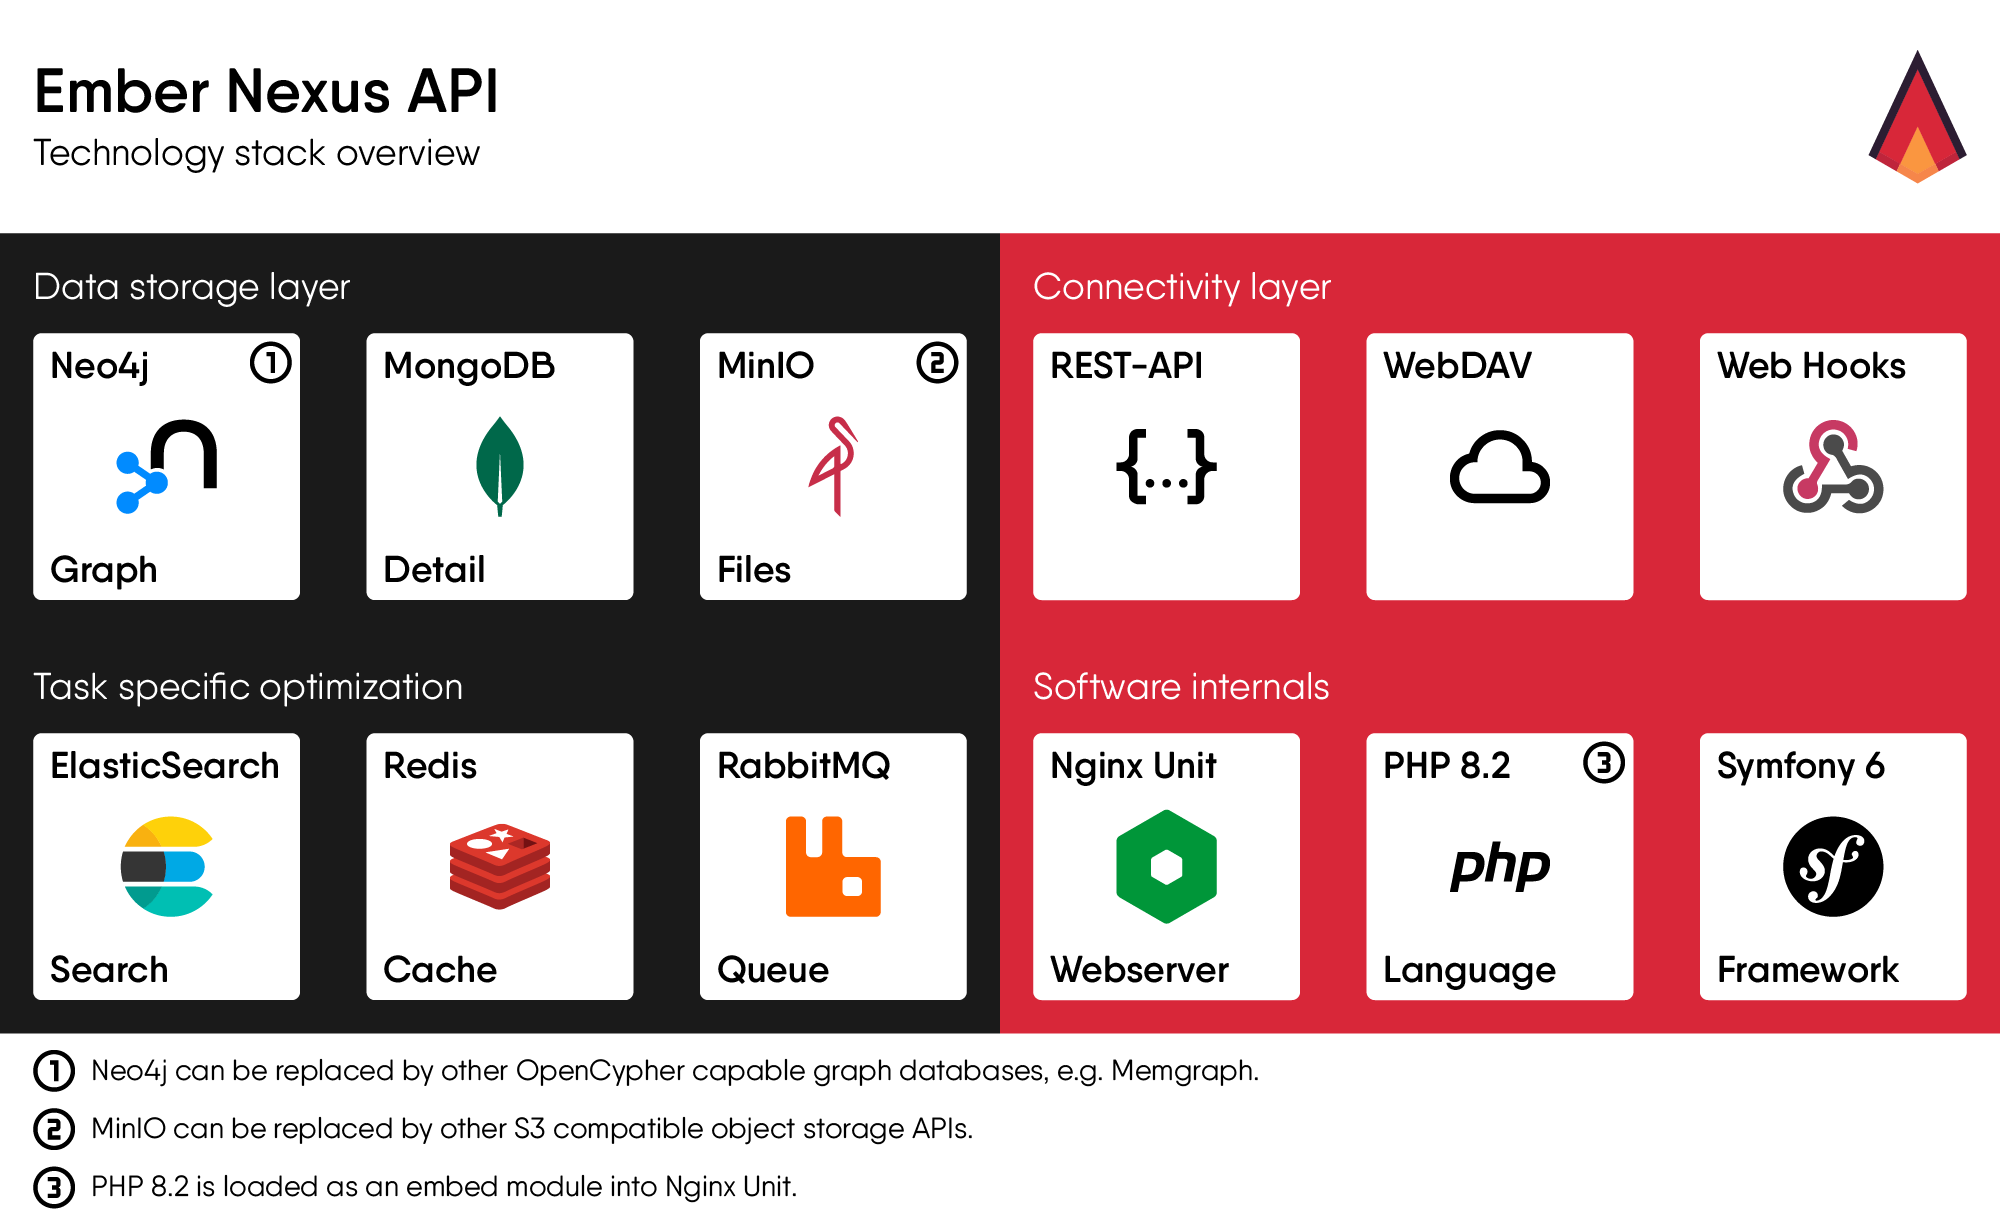 Ember Nexus API
Technology stack overview
Data storage layer
Neo4j
1
Graph
MongoDB
Detail
MinIO
2
Files
Connectivity layer
REST-API
{...}
WebDAV
Web Hooks
Task specific optimization
ElasticSearch
Search
Redis
Cache
RabbitMQ
Queue
Software internals
Nginx Unit
Webserver
PHP 8.2
3
php
Language
Symfony 6
sf
Framework
1 Neo4j can be replaced by other OpenCypher capable graph databases, e.g. Memgraph.
2 MinIO can be replaced by other S3 compatible object storage APIs.
3 PHP 8.2 is loaded as an embed module into Nginx Unit.